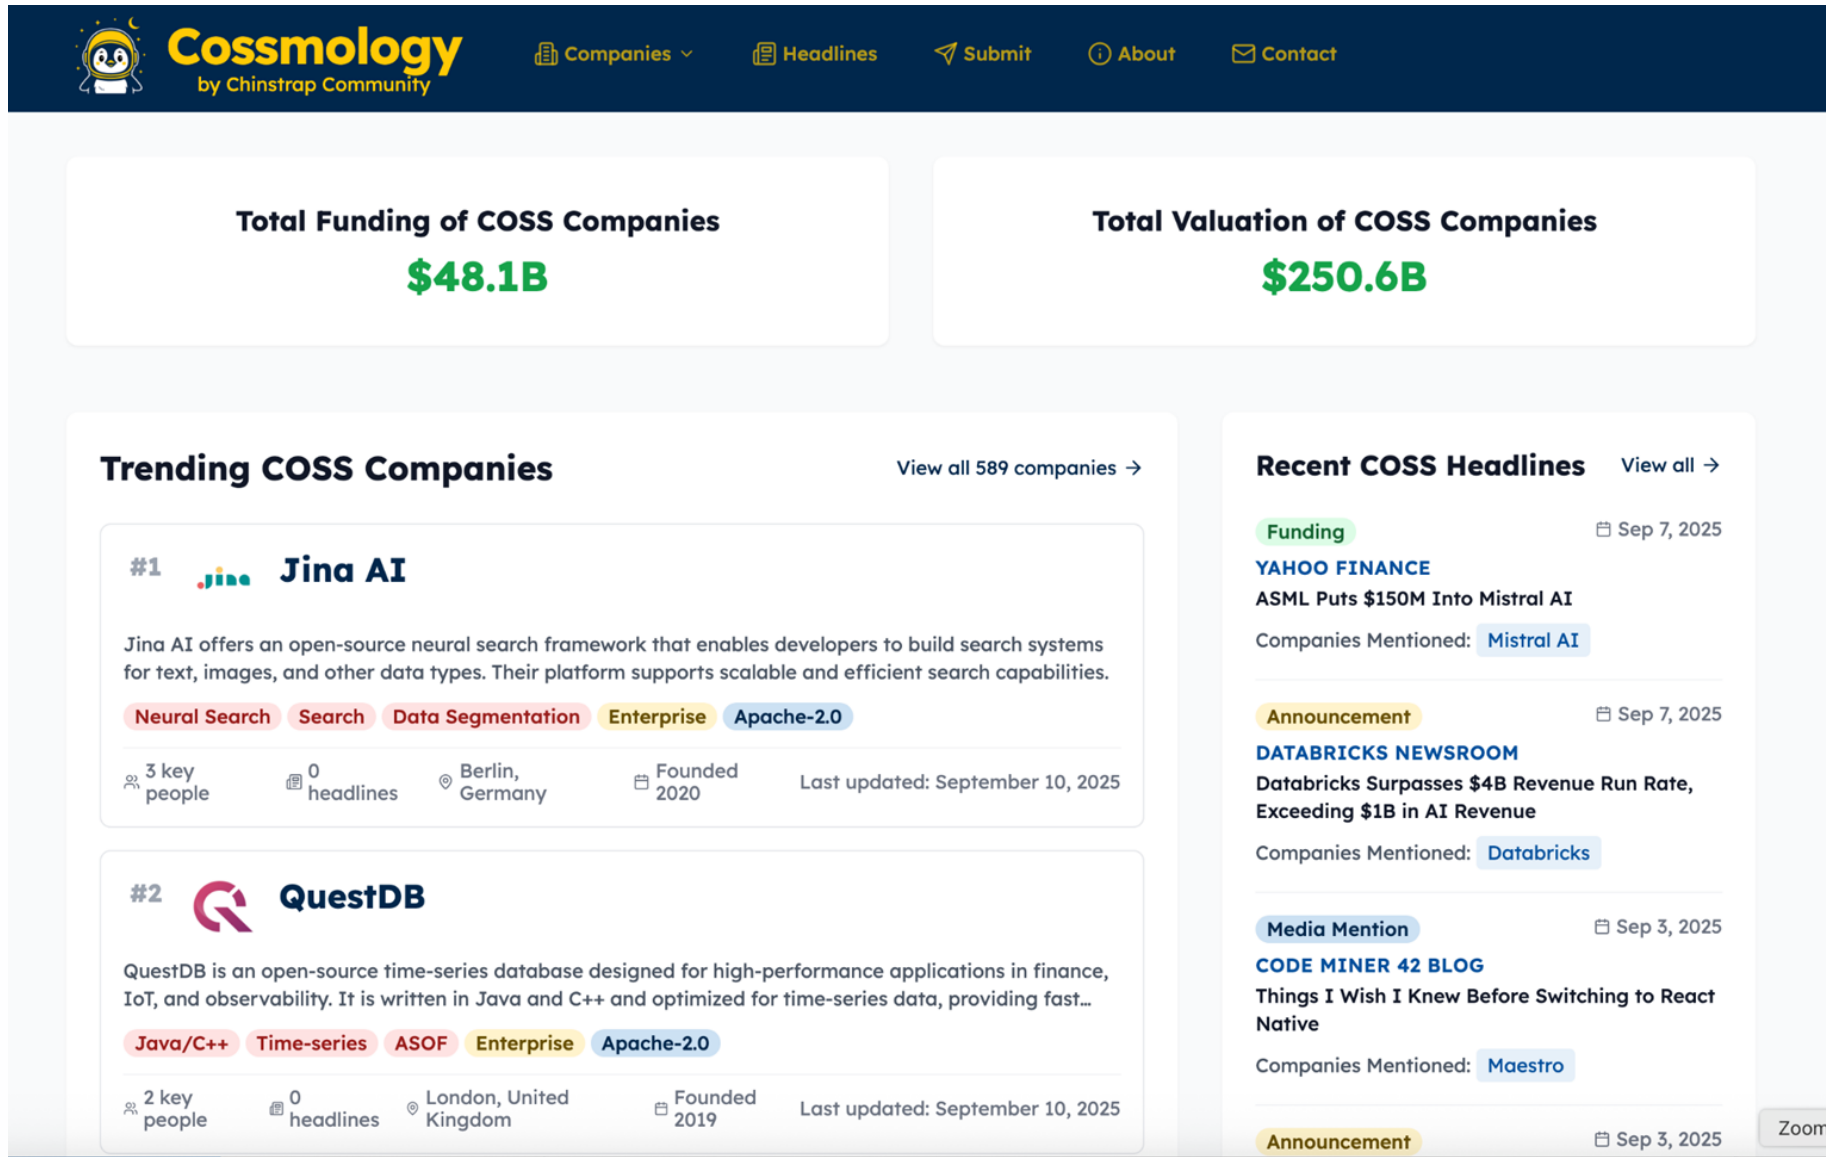 Cossmology
by Chinstrap Community
Companies
Headlines
Submit
About
Contact
Total Funding of COSS Companies
$48.1B
Total Valuation of COSS Companies
$250.6B
Trending COSS Companies
View all 589 companies →
#1
Jina
Jina AI
Jina AI offers an open-source neural search framework that enables developers to build search systems
for text, images, and other data types. Their platform supports scalable and efficient search capabilities.
Neural Search Search Data Segmentation Enterprise Apache-2.0
3 key
people
0
headlines
Berlin,
Germany
Founded
2020
Last updated: September 10, 2025
#2
QuestDB
QuestDB is an open-source time-series database designed for high-performance applications in finance,
IoT, and observability. It is written in Java and C++ and optimized for time-series data, providing fast...
Java/C++ Time-series ASOF Enterprise Apache-2.0
2 key
people
0
headlines
London, United
Kingdom
Founded
2019
Last updated: September 10, 2025
Recent COSS Headlines
View all →
Funding
Sep 7, 2025
YAHOO FINANCE
ASML Puts $150M Into Mistral AI
Companies Mentioned: Mistral AI
Announcement
Sep 7, 2025
DATABRICKS NEWSROOM
Databricks Surpasses $4B Revenue Run Rate,
Exceeding $1B in AI Revenue
Companies Mentioned: Databricks
Media Mention
Sep 3, 2025
CODE MINER 42 BLOG
Things I Wish I Knew Before Switching to React
Native
Companies Mentioned: Maestro
Announcement
Sep 3, 2025
Zoom